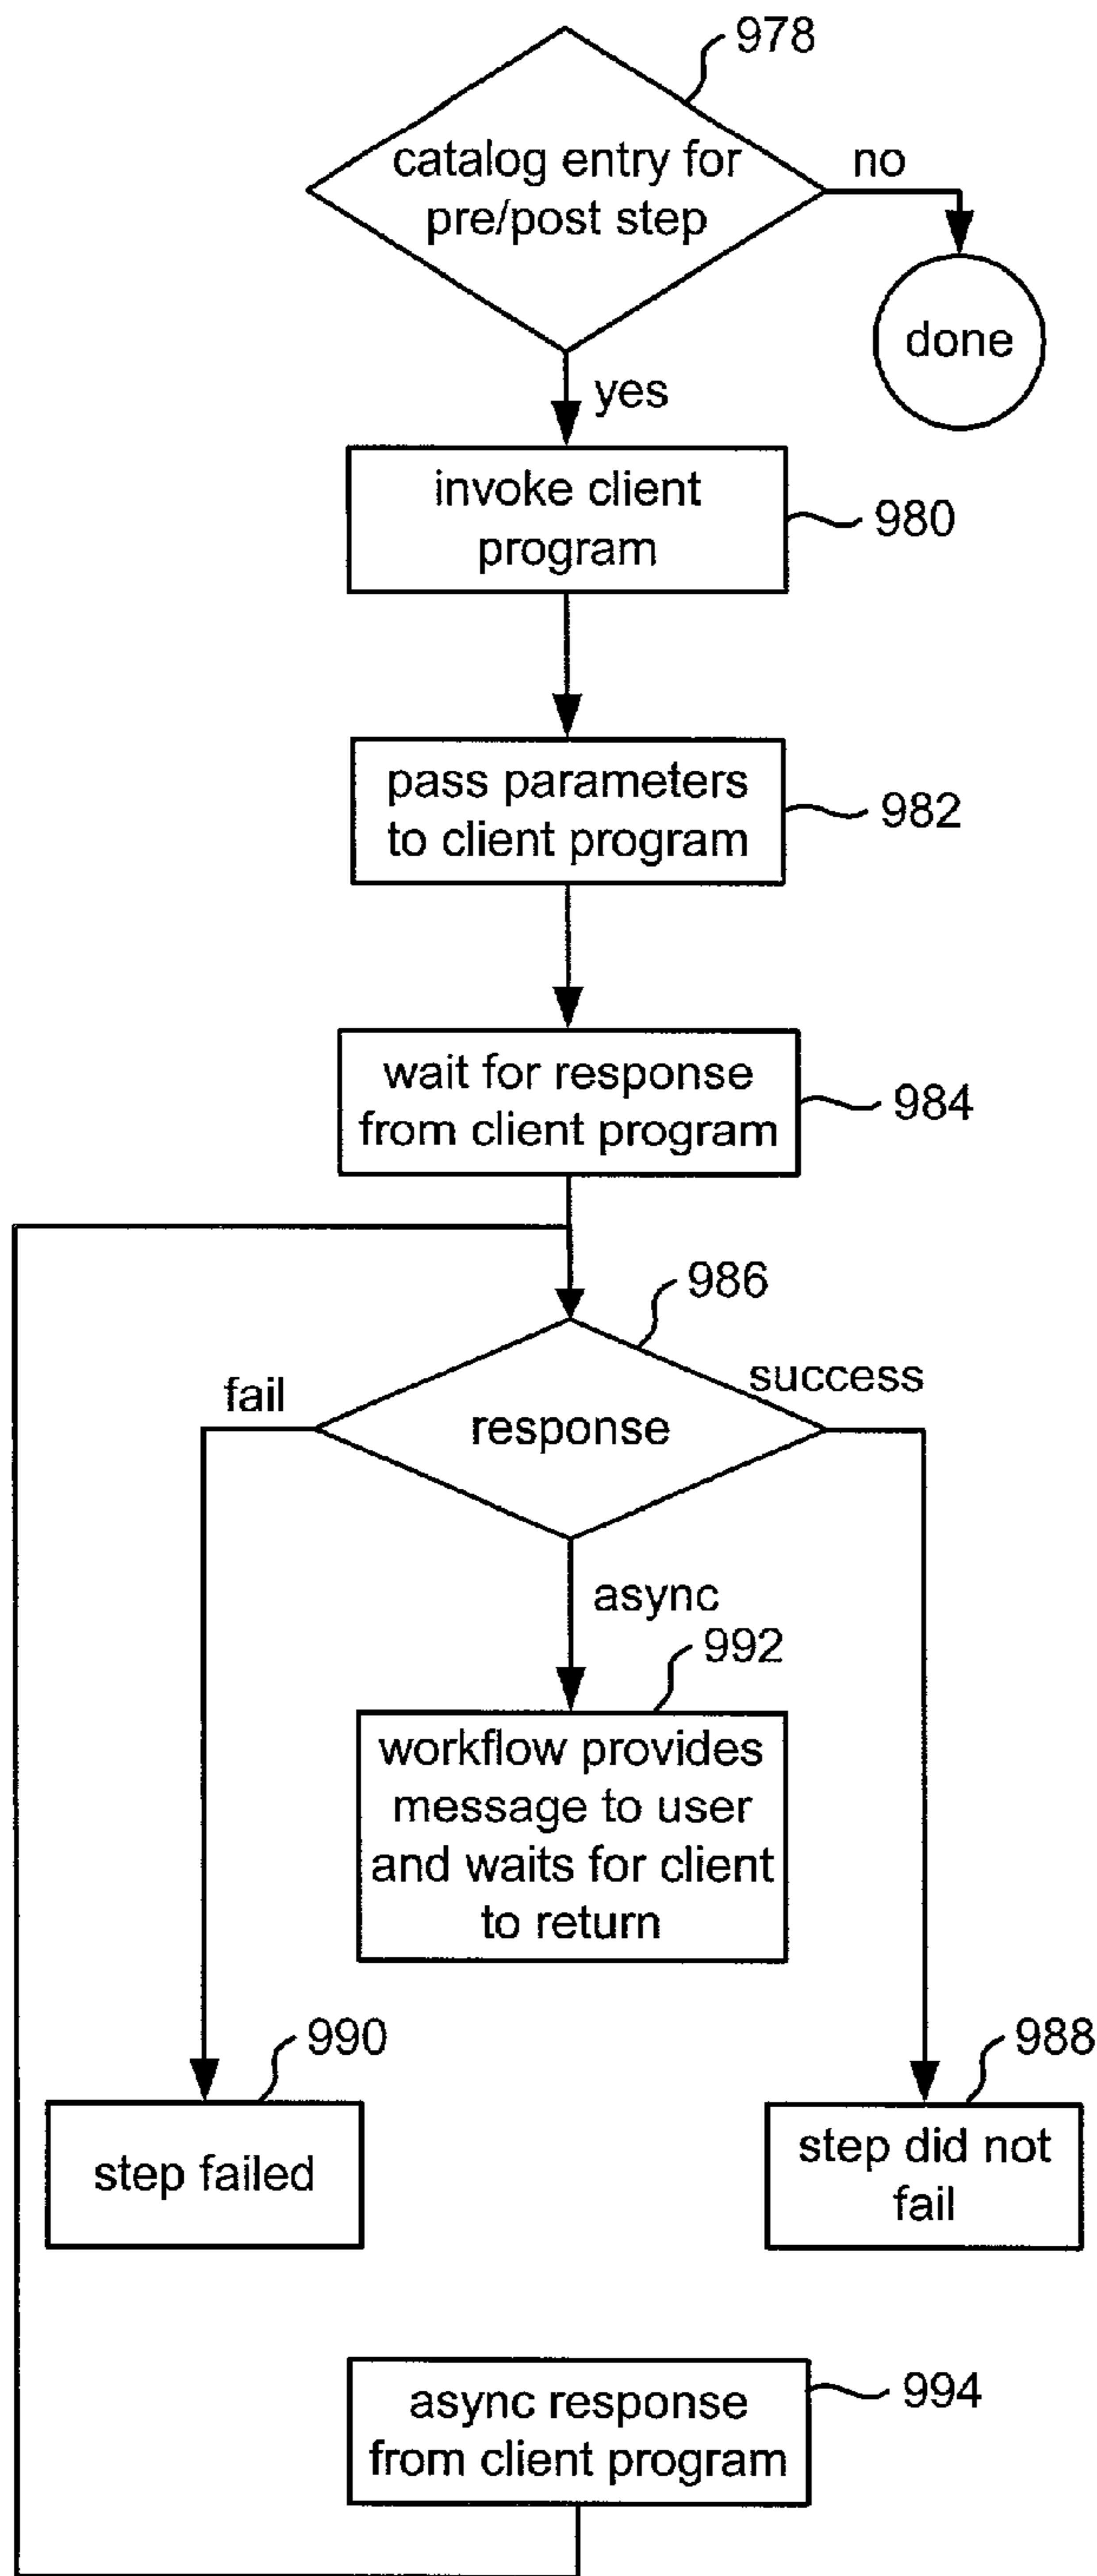 978
catalog entry for
pre/post step
no
done
yes
invoke client
program
980
pass parameters
to client program
982
wait for response
from client program
984
986
fail
success
response
async
992
workflow provides
message to user
and waits for client
to return
990
988
step failed
step did not
fail
994
async response
from client program